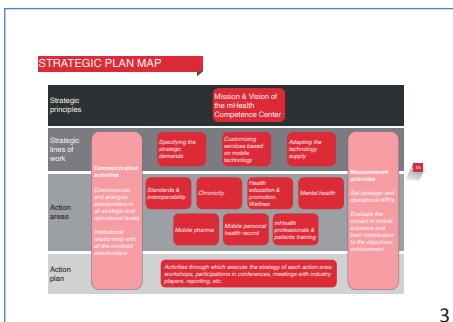 STRATEGIC PLAN MAP
Strategic
principles
Mission & Vision of
the mHealth
Competence Center
Strategic
lines of
work
Specifying the
strategic
demands
Customizing
services based
on mobile
technology
Adapting the
technology
supply
Communication
activities
Communicate
and energize
stakeholders in
all strategic and
operational levels
Institutional
relationship with
all the involved
stakeholders
Measurement
activities
Set strategic and
operational KPI's
Evaluate the
impact of mobile
solutions and
their contribution
to the objectives
achievement
Action
areas
Standards &
interoperability
Chronicity
Health
education &
promotion.
Wellness
Mental health
Mobile pharma
Mobile personal
health record
mHealth
professionals &
patients training
Action
plan
Activities through which execute the strategy of each action area:
workshops, participations in conferences, meetings with industry
players, reporting, etc.
3